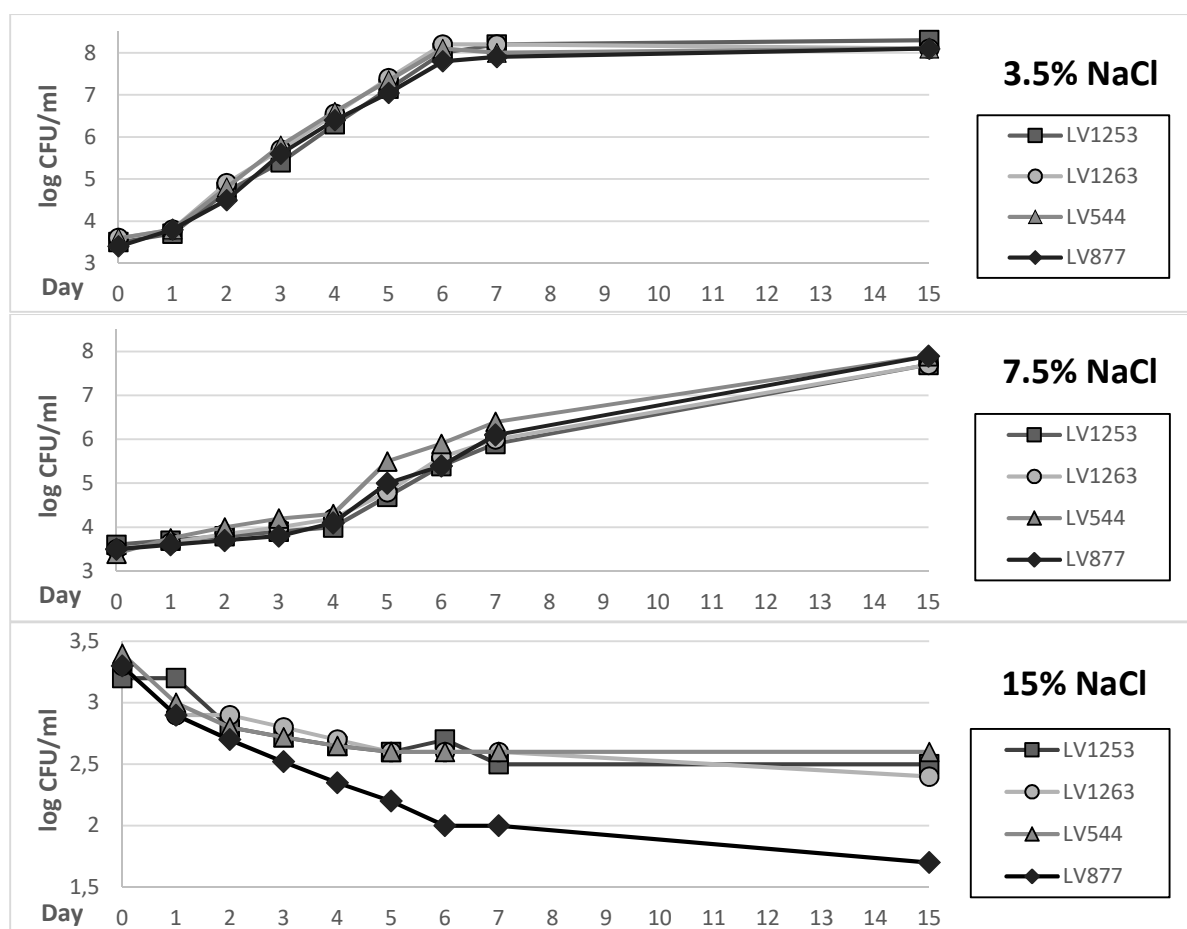 3.5% NaCl
log CFU/ml
8
7
6
5
4
3
Day
0 1 2 3 4 5 6 7 8 9 10 11 12 13 14 15
LV1253
LV1263
LV544
LV877
7.5% NaCl
log CFU/ml
8
7
6
5
4
3
Day
0 1 2 3 4 5 6 7 8 9 10 11 12 13 14 15
LV1253
LV1263
LV544
LV877
15% NaCl
log CFU/ml
3,5
3
2,5
2
1,5
Day
0 1 2 3 4 5 6 7 8 9 10 11 12 13 14 15
LV1253
LV1263
LV544
LV877